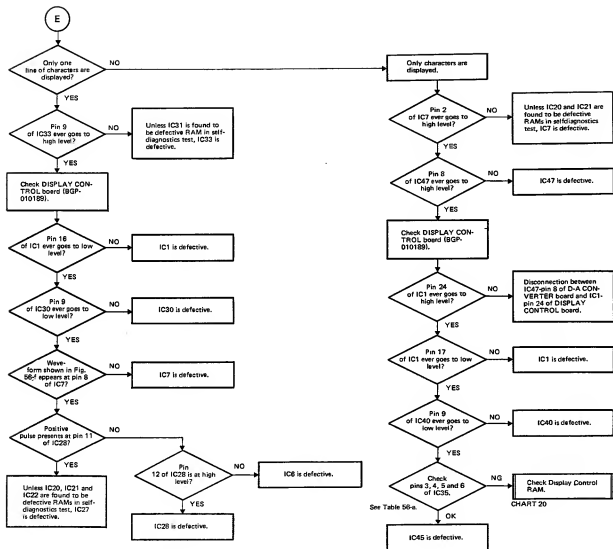 E
Only one
line of characters are
displayed?
NO
YES
Pin 9
of IC33 ever goes to
high level?
NO
Unless IC31 is found to
be defective RAM in self-
diagnostics test, IC33 is
defective.
YES
Check DISPLAY CON-
TROL board (BGP-
010189).
Pin 16
of IC1 ever goes to low
level?
NO
IC1 is defective.
YES
Pin 9
of IC30 ever goes to
low level?
NO
IC30 is defective.
YES
Wave-
form shown in Fig.
56-f appears at pin 8
of IC7?
NO
IC7 is defective.
YES
Positive
pulse presents at pin 11
of IC28?
NO
YES
Unless IC20, IC21 and
IC22 are found to be
defective RAMs in self-
diagnostics test, IC27
is defective.
Pin
12 of IC28 is at high
level?
NO
IC6 is defective.
YES
IC28 is defective.
Only characters are
displayed.
Pin 2
of IC7 ever goes to
high level?
NO
Unless IC20 and IC21 are
found to be defective
RAMs in selfdiagnostics
test, IC7 is defective.
YES
Pin 8
of IC47 ever goes to
high level?
NO
IC47 is defective.
YES
Check DISPLAY CON-
TROL board (BGP-
010189).
Pin 24
of IC1 ever goes to
high level?
NO
Disconnection between
IC47-pin 8 of D-A CON-
VERTER board and IC1-
pin 24 of DISPLAY
CONTROL board.
YES
Pin 17
of IC1 ever goes to low
level?
NO
IC1 is defective.
YES
Pin 9
of IC40 ever goes to
low level?
NO
IC40 is defective.
YES
Check
pins 3, 4, 5 and 6
of IC35.
NG
Check Display Control
RAM.
CHART 20
See Table 56-a.
OK
IC45 is defective.